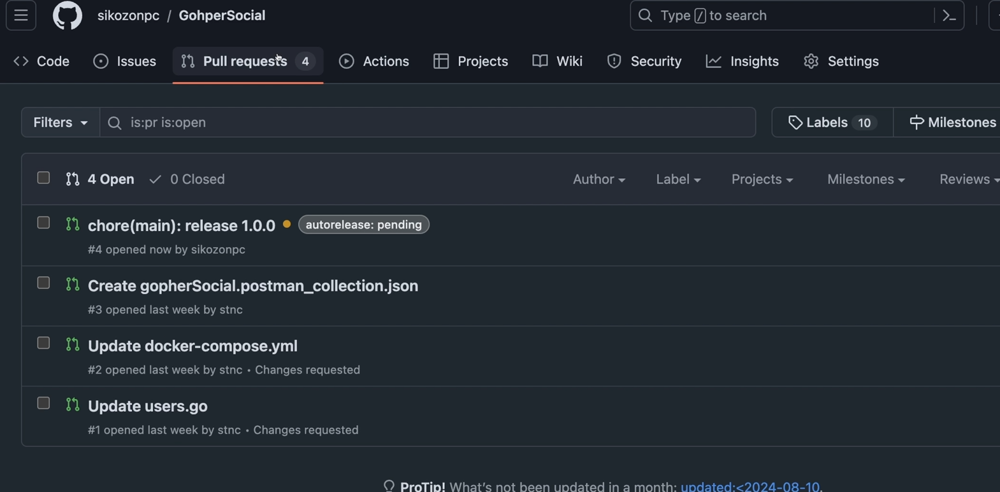 sikozonpc / GohperSocial
Type / to search
Code Issues Pull requests 4 Actions Projects Wiki Security Insights Settings
Filters is:pr is:open Labels 10 Milestones
4 Open 0 Closed Author Label Projects Milestones Reviews
chore(main): release 1.0.0 autorelease: pending
#4 opened now by sikozonpc
Create gopherSocial.postman_collection.json
#3 opened last week by stnc
Update docker-compose.yml
#2 opened last week by stnc • Changes requested
Update users.go
#1 opened last week by stnc • Changes requested
ProTip! What's not been updated in a month: updated:<2024-08-10.